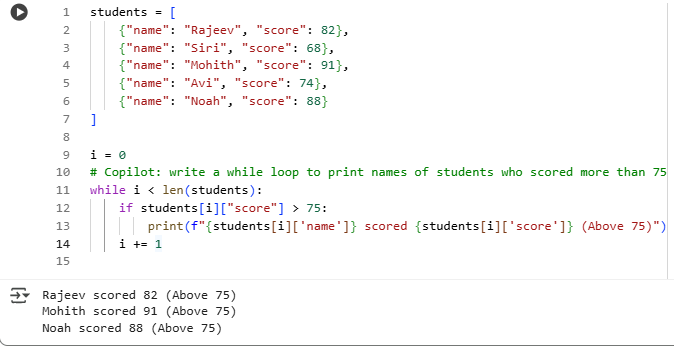 1 students = [
2     {"name": "Rajeev", "score": 82},
3     {"name": "Siri", "score": 68},
4     {"name": "Mohith", "score": 91},
5     {"name": "Avi", "score": 74},
6     {"name": "Noah", "score": 88}
7 ]
8
9 i = 0
10 # Copilot: write a while loop to print names of students who scored more than 75
11 while i < len(students):
12     if students[i]["score"] > 75:
13         print(f"{students[i]['name']} scored {students[i]['score']} (Above 75)")
14     i += 1
15
Rajeev scored 82 (Above 75)
Mohith scored 91 (Above 75)
Noah scored 88 (Above 75)